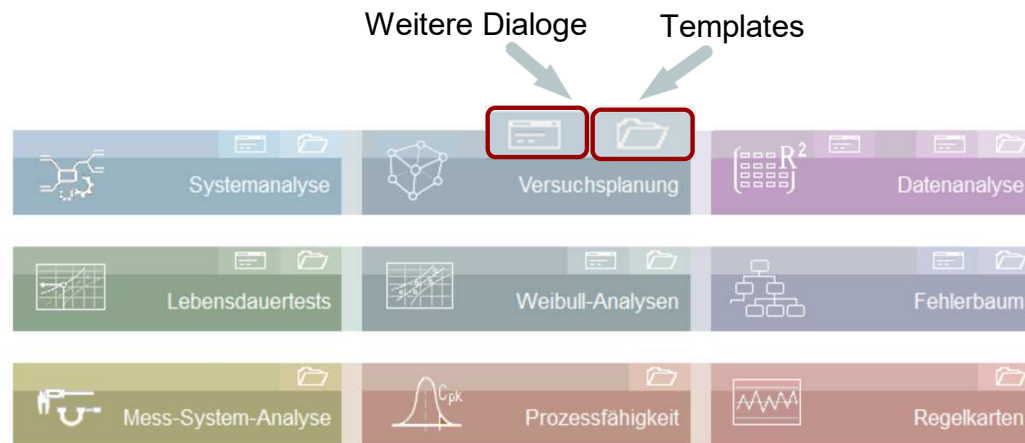 Weitere Dialoge
Templates
Systemanalyse
Versuchsplanung
R²
Datenanalyse
Lebensdauertests
Weibull-Analysen
Fehlerbaum
Mess-System-Analyse
Cpk
Prozessfähigkeit
Regelkarten